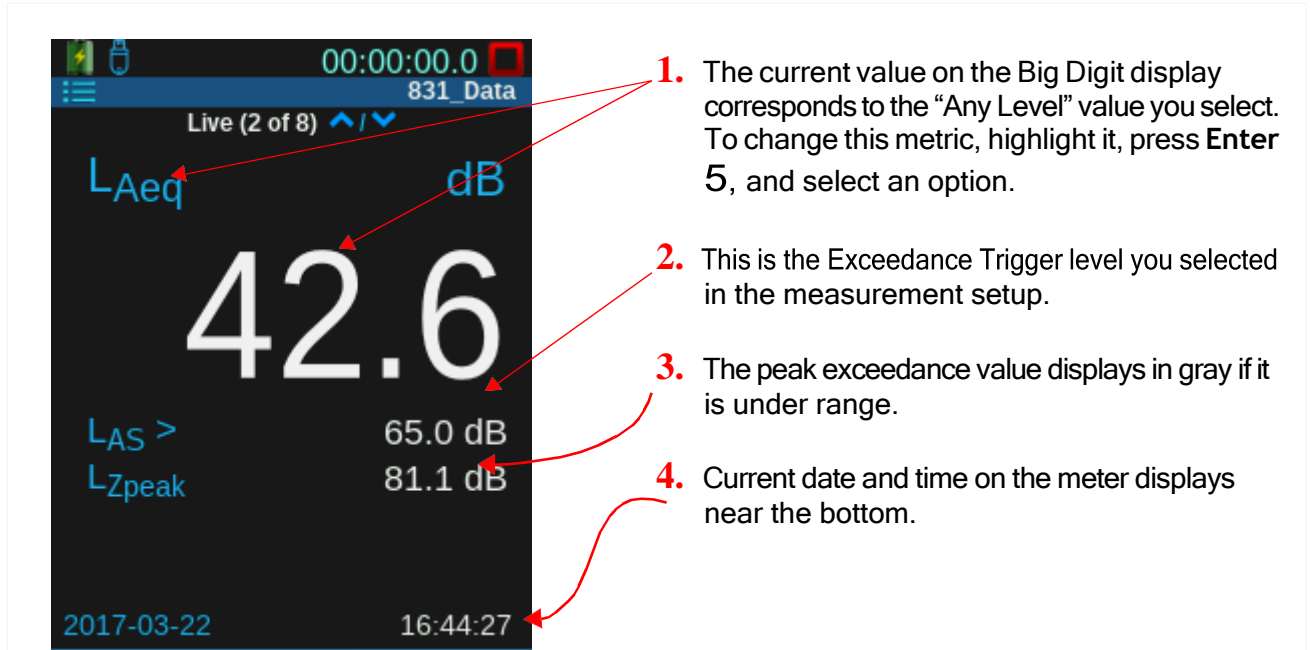 00:00:00.0
831_Data
Live (2 of 8) /
LAeq dB
42.6
LAS > 65.0 dB
LZpeak 81.1 dB
2017-03-22 16:44:27
1. The current value on the Big Digit display
corresponds to the “Any Level” value you select.
To change this metric, highlight it, press Enter
5, and select an option.
2. This is the Exceedance Trigger level you selected
in the measurement setup.
3. The peak exceedance value displays in gray if it
is under range.
4. Current date and time on the meter displays
near the bottom.